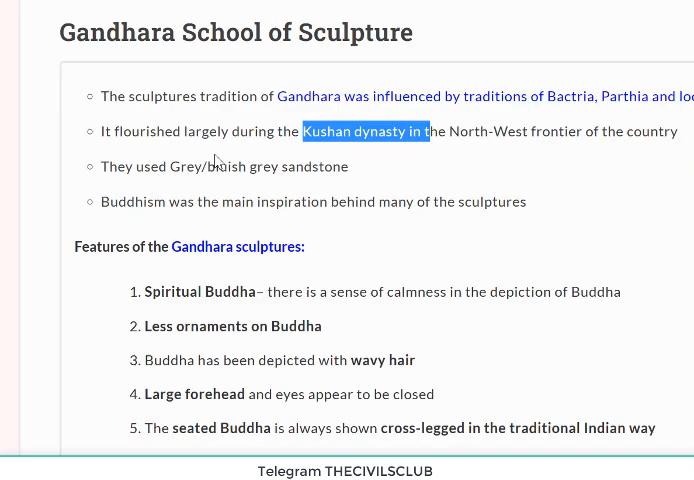 Gandhara School of Sculpture
The sculptures tradition of Gandhara was influenced by traditions of Bactria, Parthia and
It flourished largely during the Kushan dynasty in the North-West frontier of the country
They used Grey/bluish grey sandstone
Buddhism was the main inspiration behind many of the sculptures
Features of the Gandhara sculptures:
1. Spiritual Buddha– there is a sense of calmness in the depiction of Buddha
2. Less ornaments on Buddha
3. Buddha has been depicted with wavy hair
4. Large forehead and eyes appear to be closed
5. The seated Buddha is always shown cross-legged in the traditional Indian way
Telegram THECIVILSCLUB